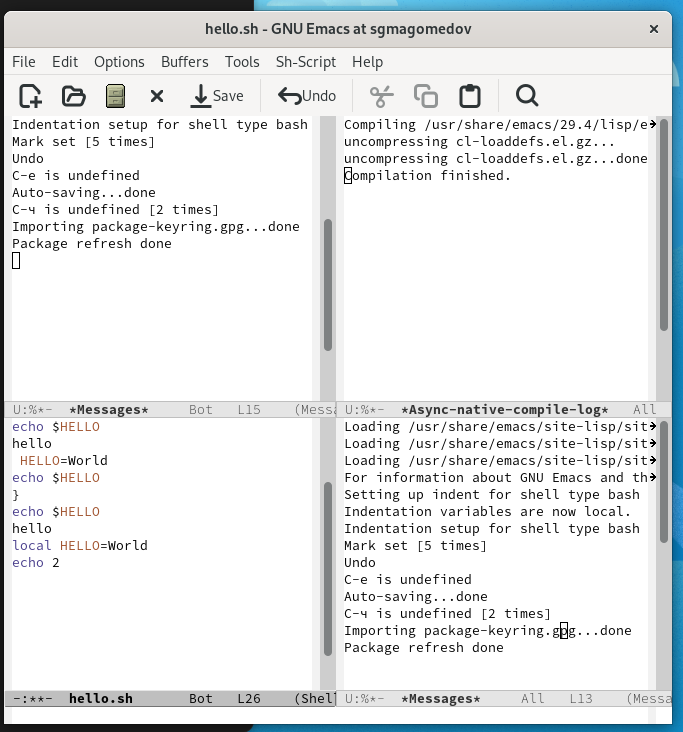 hello.sh - GNU Emacs at sgmagomedov
File Edit Options Buffers Tools Sh-Script Help
Save Undo
Indentation setup for shell type bash
Mark set [5 times]
Undo
C-e is undefined
Auto-saving...done
C-ч is undefined [2 times]
Importing package-keyring.gpg...done
Package refresh done
U:%*- *Messages* Bot L15 (Messa
Compiling /usr/share/emacs/29.4/lisp/e
uncompressing cl-loaddefs.el.gz...
uncompressing cl-loaddefs.el.gz...done
Compilation finished.
U:%*- *Async-native-compile-log* All
echo $HELLO
hello
HELLO=World
echo $HELLO
}
echo $HELLO
hello
local HELLO=World
echo 2
-:**- hello.sh Bot L26 (Shel
Loading /usr/share/emacs/site-lisp/sit
Loading /usr/share/emacs/site-lisp/sit
Loading /usr/share/emacs/site-lisp/sit
For information about GNU Emacs and th
Setting up indent for shell type bash
Indentation variables are now local.
Indentation setup for shell type bash
Mark set [5 times]
Undo
C-e is undefined
Auto-saving...done
C-ч is undefined [2 times]
Importing package-keyring.gpg...done
Package refresh done
U:%*- *Messages* All L13 (Messa